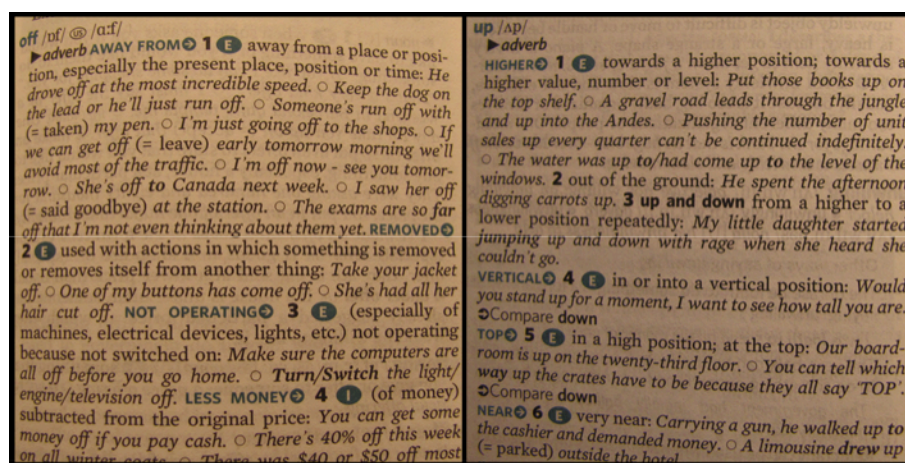 off /ɒf/ ⓊⓈ /ɑːf/
▶adverb AWAY FROM➲ 1 E away from a place or posi-
tion, especially the present place, position or time: He
drove off at the most incredible speed. ○ Keep the dog on
the lead or he'll just run off. ○ Someone's run off with
(= taken) my pen. ○ I'm just going off to the shops. ○ If
we can get off (= leave) early tomorrow morning we'll
avoid most of the traffic. ○ I'm off now - see you tomor-
row. ○ She's off to Canada next week. ○ I saw her off
(= said goodbye) at the station. ○ The exams are so far
off that I'm not even thinking about them yet. REMOVED➲
2 E used with actions in which something is removed
or removes itself from another thing: Take your jacket
off. ○ One of my buttons has come off. ○ She's had all her
hair cut off. NOT OPERATING➲ 3 E (especially of
machines, electrical devices, lights, etc.) not operating
because not switched on: Make sure the computers are
all off before you go home. ○ Turn/Switch the light/
engine/television off. LESS MONEY➲ 4 I (of money)
subtracted from the original price: You can get some
money off if you pay cash. ○ There's 40% off this week
on all winter coats. ○ There was $40 or $50 off most
up /ʌp/
▶adverb
HIGHER➲ 1 E towards a higher position; towards a
higher value, number or level: Put those books up on
the top shelf. ○ A gravel road leads through the jungle
and up into the Andes. ○ Pushing the number of unit
sales up every quarter can't be continued indefinitely.
○ The water was up to/had come up to the level of the
windows. 2 out of the ground: He spent the afternoon
digging carrots up. 3 up and down from a higher to a
lower position repeatedly: My little daughter started
jumping up and down with rage when she heard she
couldn't go.
VERTICAL➲ 4 E in or into a vertical position: Would
you stand up for a moment, I want to see how tall you are.
➲Compare down
TOP➲ 5 E in a high position; at the top: Our board-
room is up on the twenty-third floor. ○ You can tell which
way up the crates have to be because they all say 'TOP'.
➲Compare down
NEAR➲ 6 E very near: Carrying a gun, he walked up to
the cashier and demanded money. ○ A limousine drew up
(= parked) outside the hotel